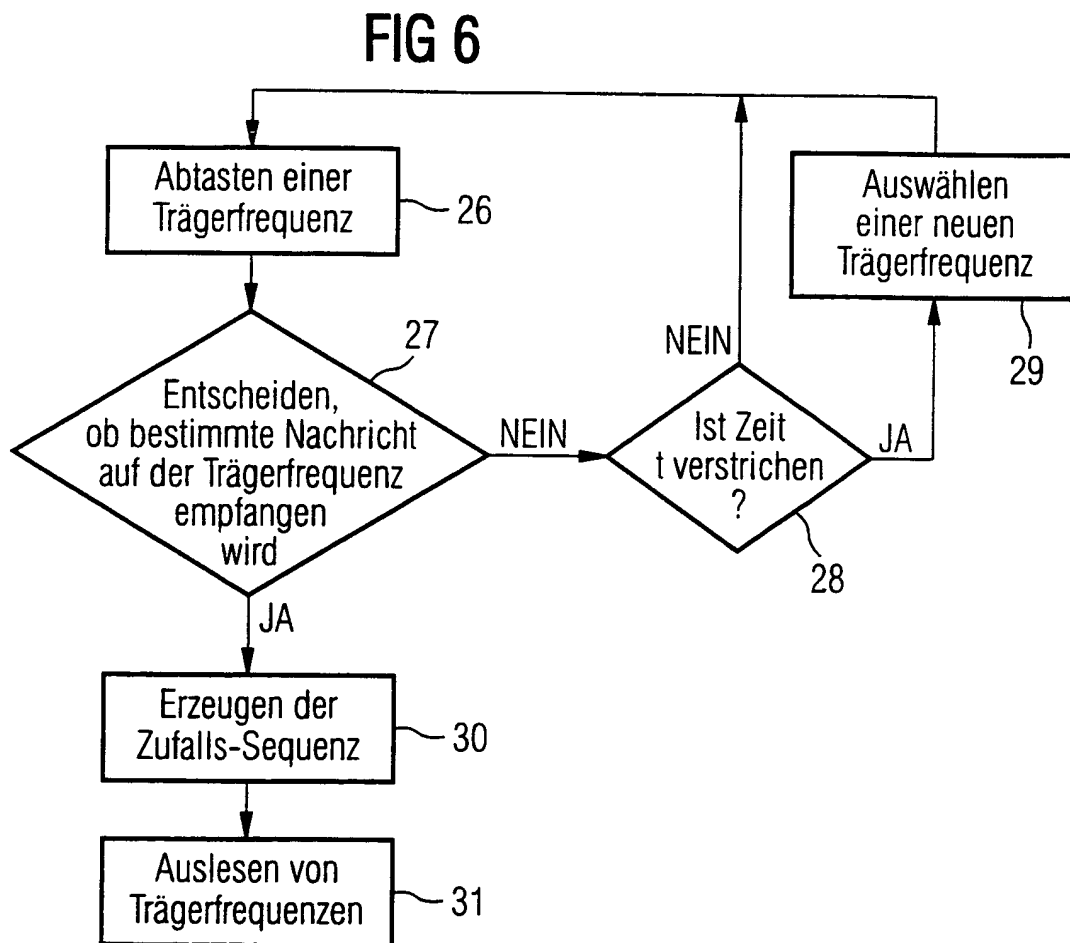 FIG 6
Abtasten einer
Trägerfrequenz
26
Auswählen
einer neuen
Trägerfrequenz
29
27
Entscheiden,
ob bestimmte Nachricht
auf der Trägerfrequenz
empfangen
wird
NEIN
NEIN
Ist Zeit
t verstrichen
?
JA
28
JA
Erzeugen der
Zufalls-Sequenz
30
Auslesen von
Trägerfrequenzen
31